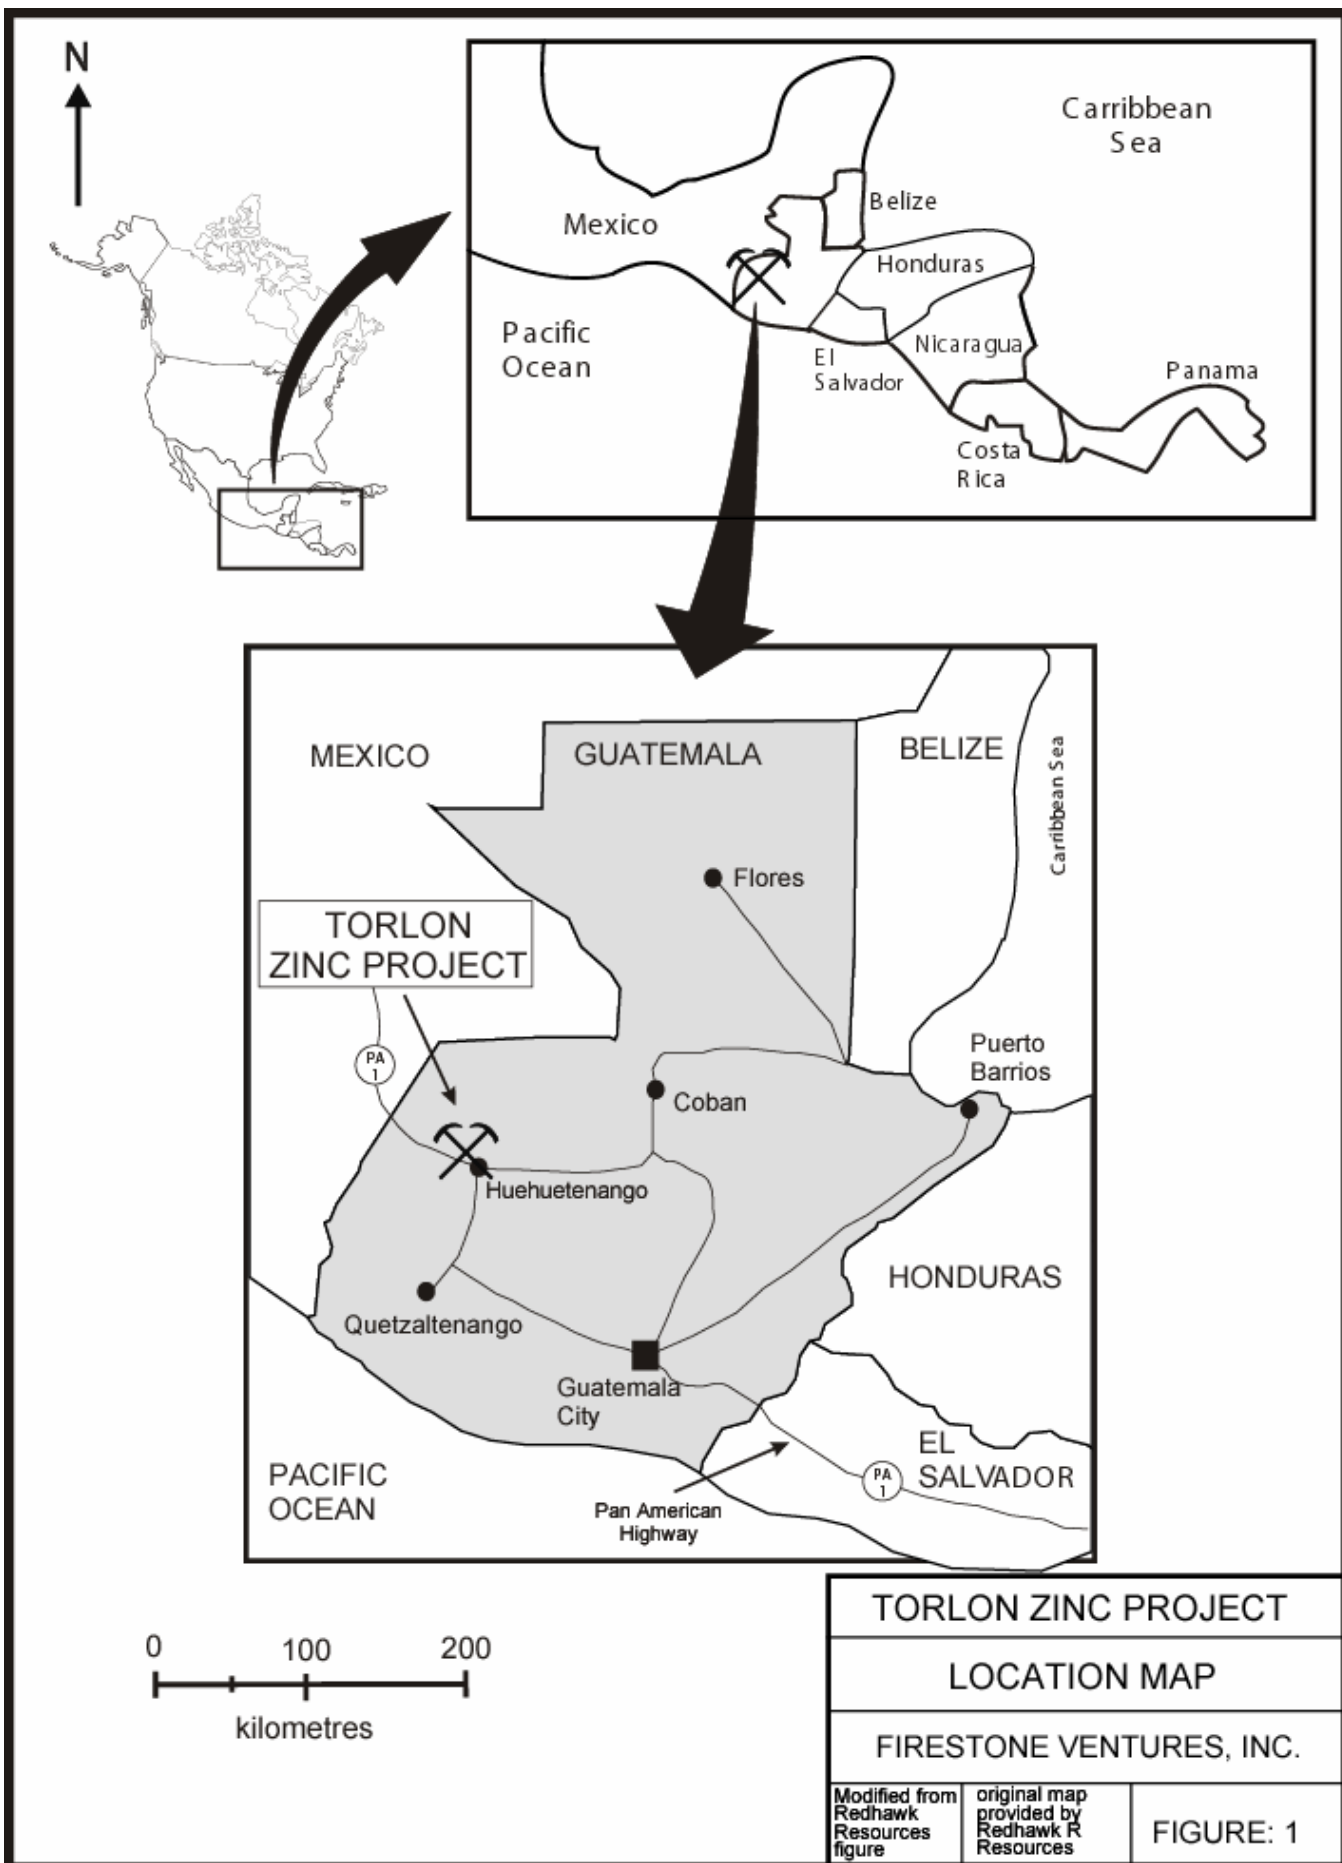 N
Carribbean
Sea
Mexico
Belize
Honduras
Pacific
Ocean
Nicaragua
El
Salvador
Panama
Costa
Rica
MEXICO
GUATEMALA
BELIZE
Carribbean Sea
Flores
TORLON
ZINC PROJECT
PA
1
Puerto
Barrios
Coban
Huehuetenango
HONDURAS
Quetzaltenango
Guatemala
City
EL
SALVADOR
PACIFIC
OCEAN
PA
1
Pan American
Highway
0 100 200
kilometres
TORLON ZINC PROJECT
LOCATION MAP
FIRESTONE VENTURES, INC.
Modified from
Redhawk
Resources
figure
original map
provided by
Redhawk R
Resources
FIGURE: 1